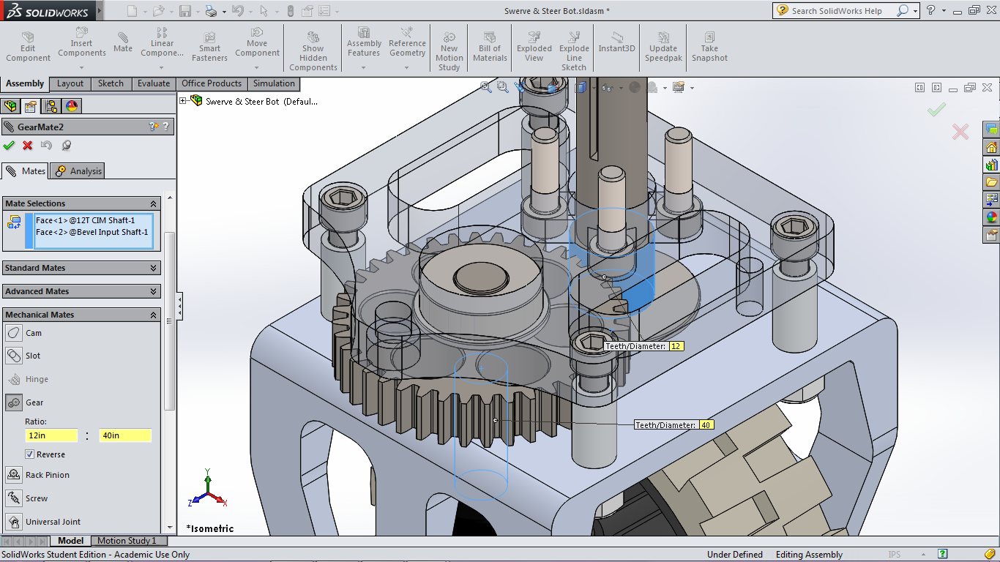 SOLIDWORKS
Swerve & Steer Bot.sldasm *
Search SolidWorks Help
Edit Component
Insert Components
Mate
Linear Compone...
Smart Fasteners
Move Component
Show Hidden Components
Assembly Features
Reference Geometry
New Motion Study
Bill of Materials
Exploded View
Explode Line Sketch
Instant3D
Update Speedpak
Take Snapshot
Assembly
Layout
Sketch
Evaluate
Office Products
Simulation
Swerve & Steer Bot (Defaul...
GearMate2
Mates
Analysis
Mate Selections
Face<1>@12T CIM Shaft-1
Face<2>@Bevel Input Shaft-1
Standard Mates
Advanced Mates
Mechanical Mates
Cam
Slot
Hinge
Gear
Ratio:
12in : 40in
Reverse
Rack Pinion
Screw
Universal Joint
Teeth/Diameter: 12
Teeth/Diameter: 40
Y
Z
X
*Isometric
Model
Motion Study 1
SolidWorks Student Edition - Academic Use Only
Under Defined
Editing Assembly
IPS